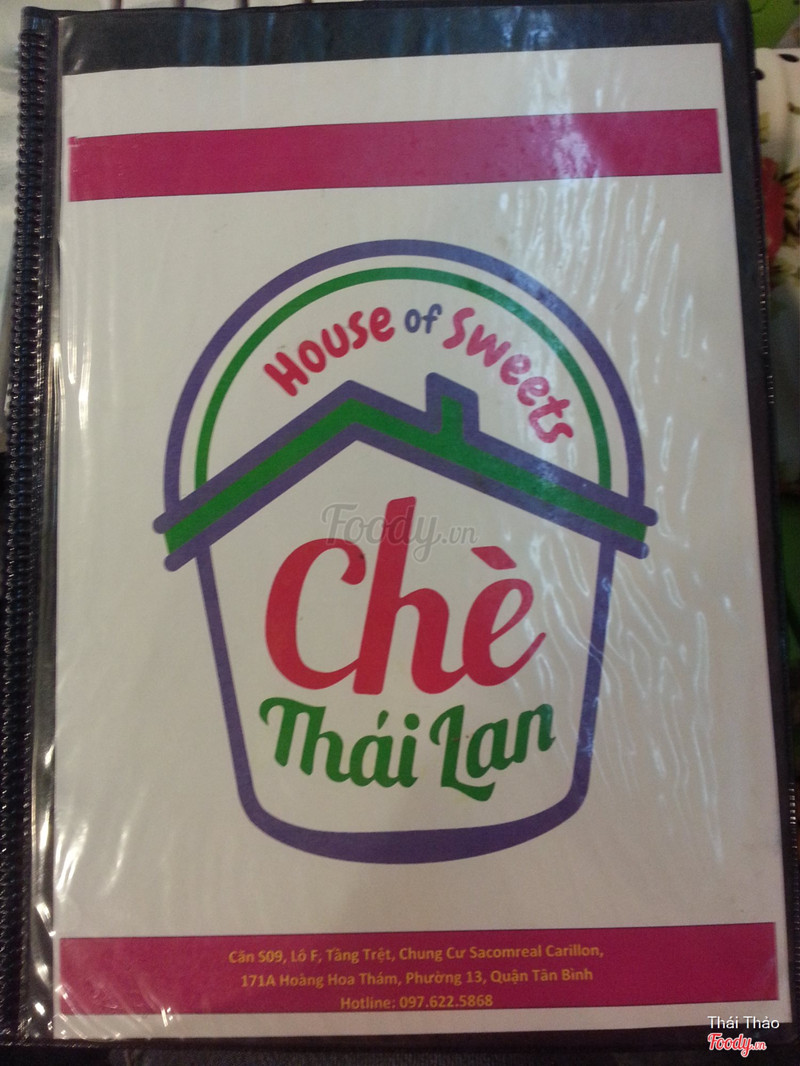 House of Sweets
Foody.vn
Chè
Thái Lan
Căn S09, Lô F, Tầng Trệt, Chung Cư Sacomreal Carillon,
171A Hoàng Hoa Thám, Phường 13, Quận Tân Bình
Hotline: 097.622.5868
Thái Thảo
Foody.vn